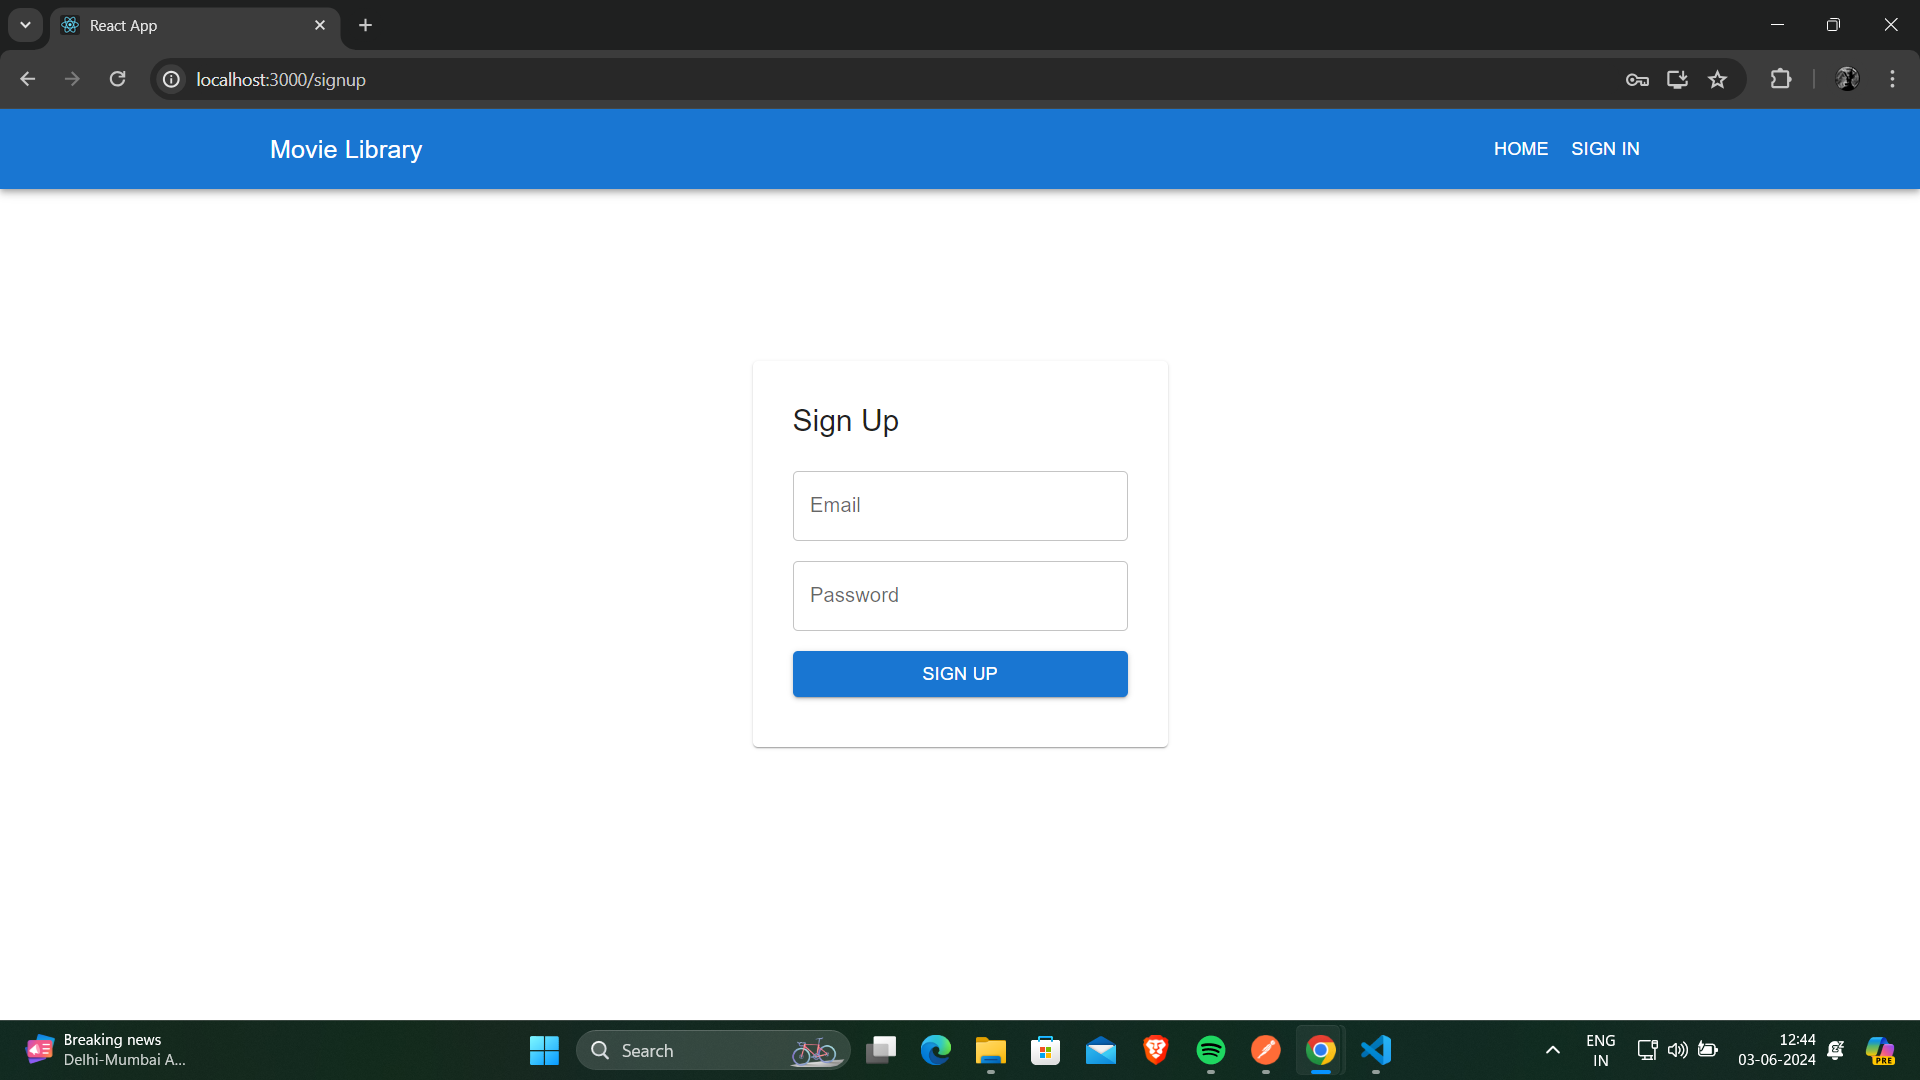 React App
localhost:3000/signup
Movie Library
HOME SIGN IN
Sign Up
Email
Password
SIGN UP
Breaking news
Delhi-Mumbai A...
Search
ENG
IN
12:44
03-06-2024
PRE